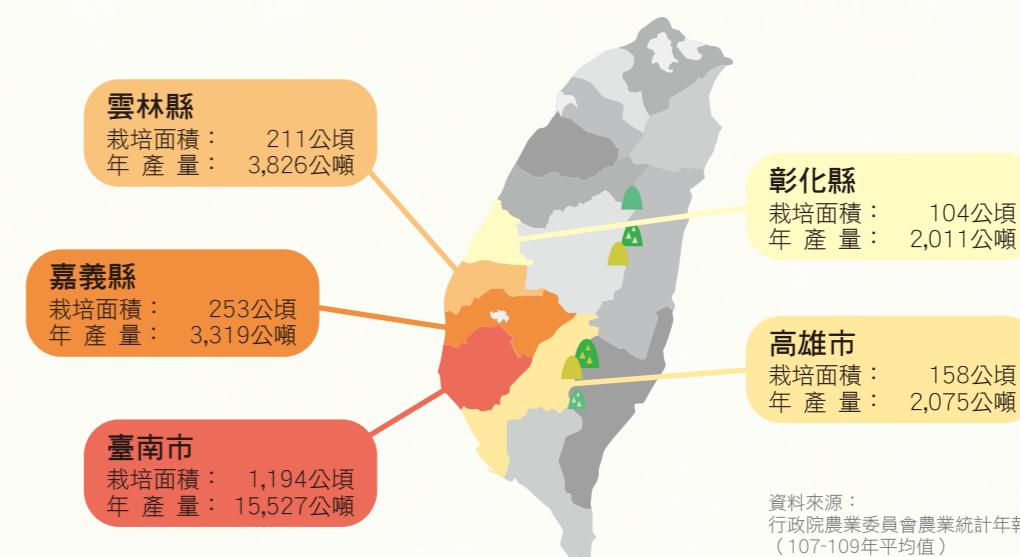 雲林縣
栽培面積： 211公頃
年 產 量： 3,826公噸
嘉義縣
栽培面積： 253公頃
年 產 量： 3,319公噸
臺南市
栽培面積： 1,194公頃
年 產 量： 15,527公噸
彰化縣
栽培面積： 104公頃
年 產 量： 2,011公噸
高雄市
栽培面積： 158公頃
年 產 量： 2,075公噸
資料來源：
行政院農業委員會農業統計年報
（107-109年平均值）